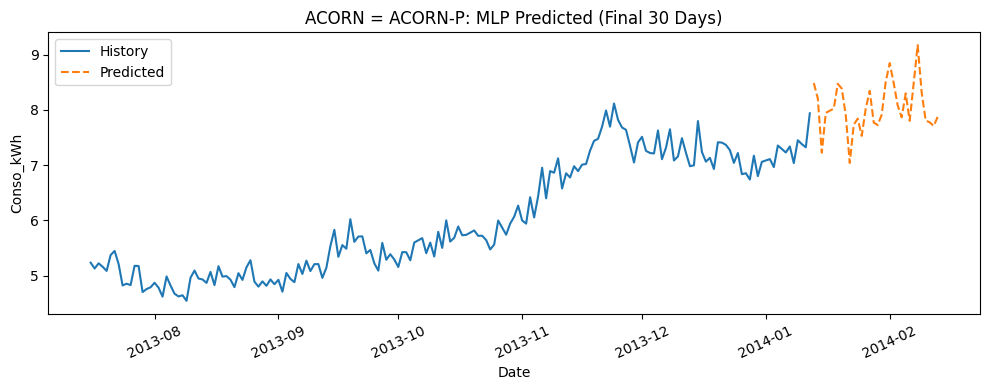 ACORN = ACORN-P: MLP Predicted (Final 30 Days)
History
Predicted
Conso_kWh
9
8
7
6
5
2013-08
2013-09
2013-10
2013-11
2013-12
2014-01
2014-02
Date